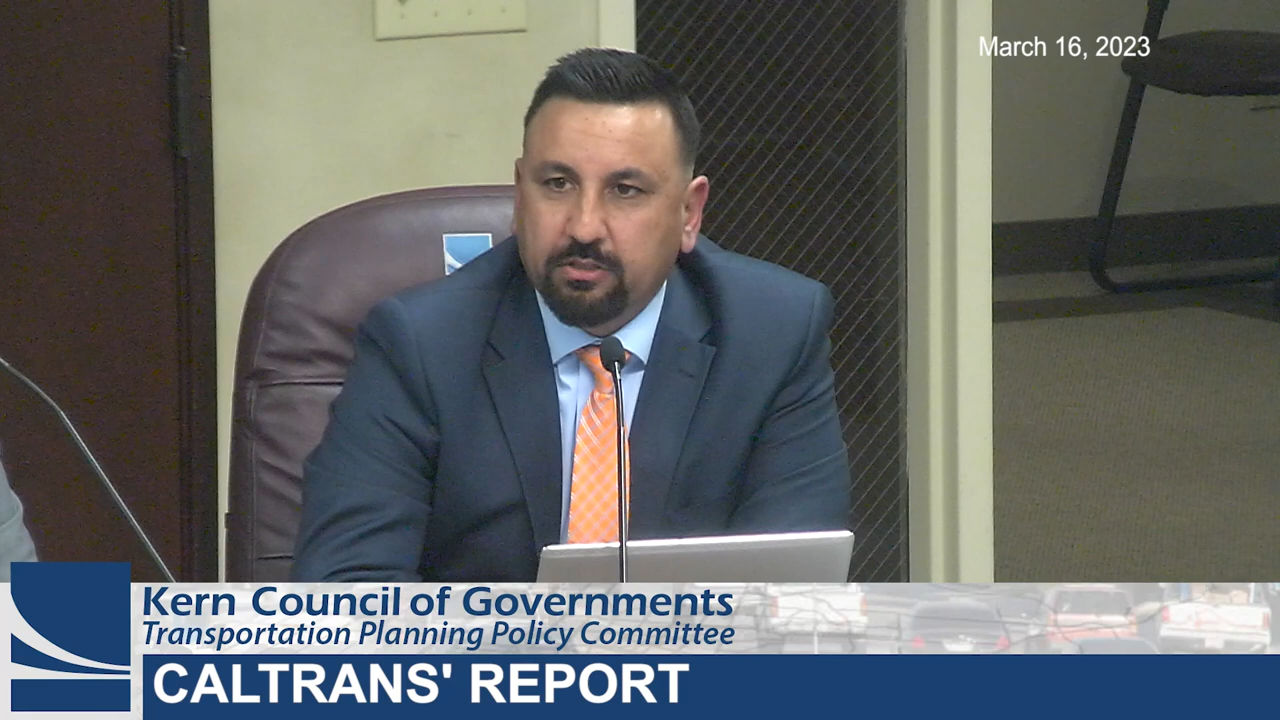 March 16, 2023
Kern Council of Governments
Transportation Planning Policy Committee
CALTRANS' REPORT